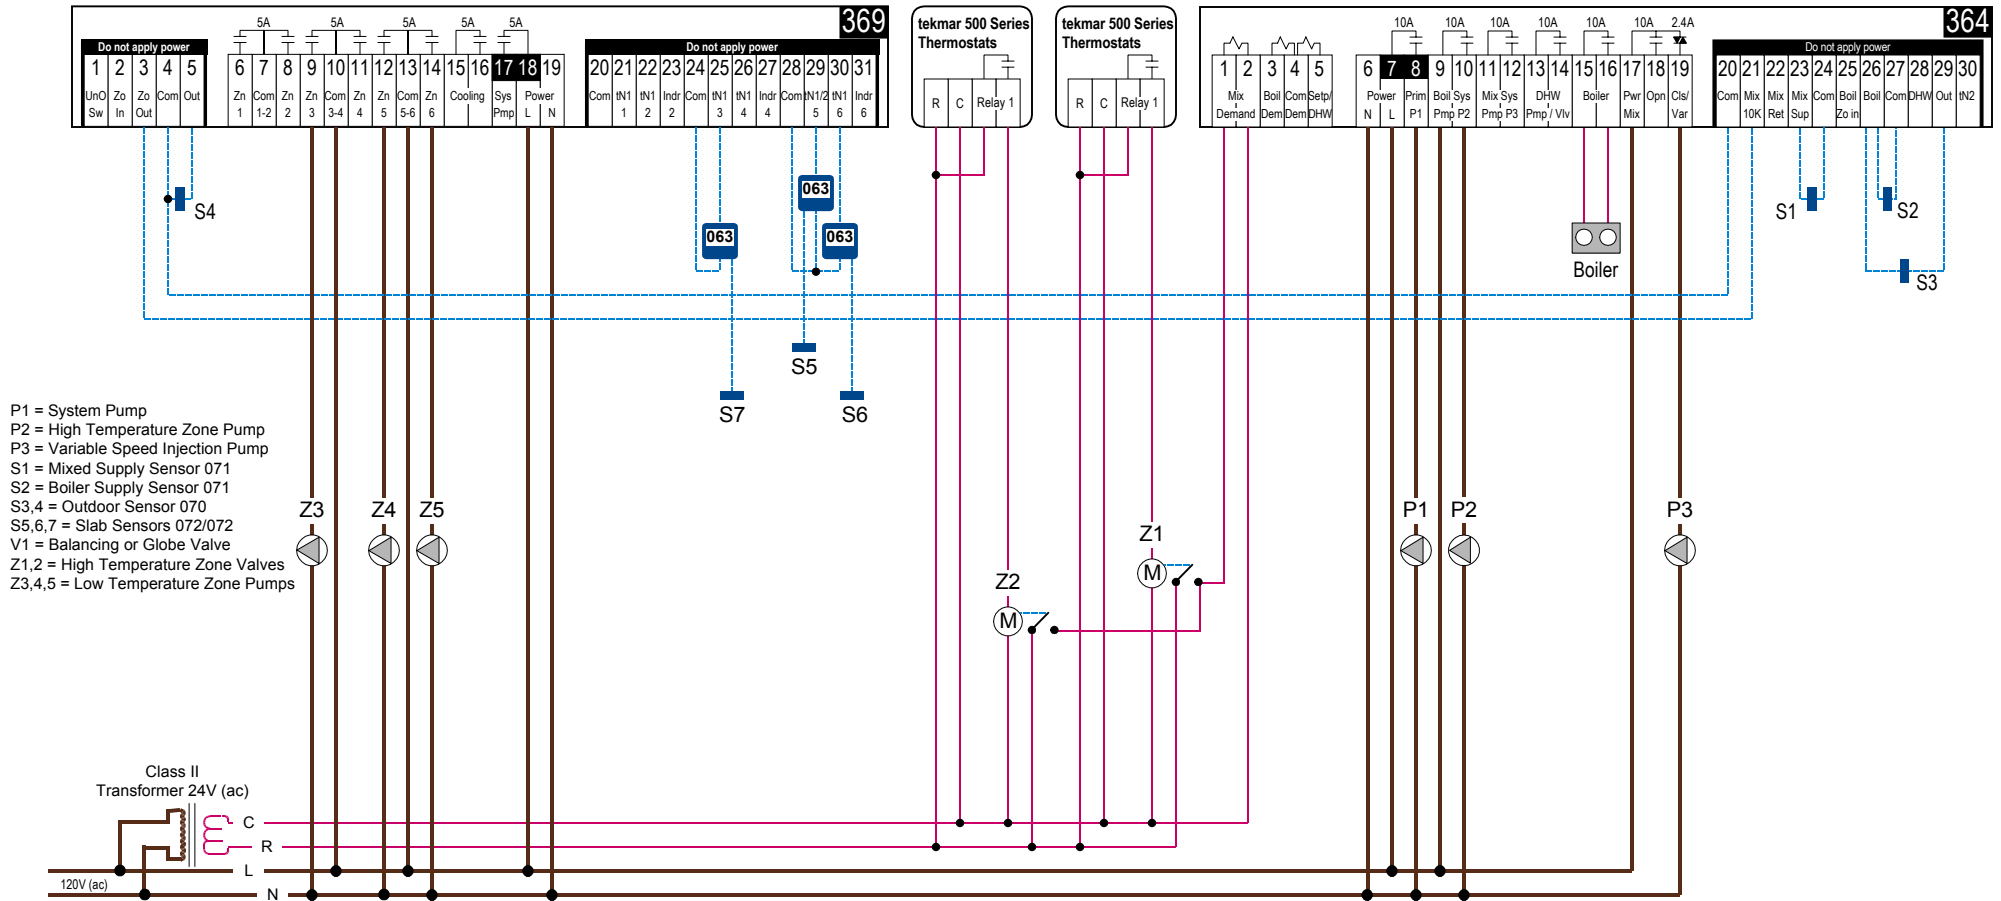 369
5A 5A 5A 5A 5A
Do not apply power
1 2 3 4 5
UnO Zo Zo Com Out
Sw In Out
6 7 8 9 10 11 12 13 14 15 16 17 18 19
Zn Com Zn Zn Com Zn Zn Com Zn Cooling Sys Power
1 1-2 2 3 3-4 4 5 5-6 6 Pmp L N
Do not apply power
20 21 22 23 24 25 26 27 28 29 30 31
Com tN1 tN1 Indr Com tN1 tN1 Indr Com tN1/2 tN1 Indr
1 2 2 3 4 4 5 6 6
tekmar 500 Series
Thermostats
R C Relay 1
tekmar 500 Series
Thermostats
R C Relay 1
364
10A 10A 10A 10A 10A 10A 2.4A
1 2 3 4 5
Mix Boil Com Setp/
Demand Dem Dem DHW
6 7 8 9 10 11 12 13 14 15 16 17 18 19
Power Prim Boil Sys Mix Sys DHW Boiler Pwr Opn Cls/
N L P1 Pmp P2 Pmp P3 Pmp / Vlv Mix Var
Do not apply power
20 21 22 23 24 25 26 27 28 29 30
Com Mix Mix Mix Com Boil Boil Com DHW Out tN2
10K Ret Sup Zo in
S4
063
063
063
S5
S7
S6
S1
S2
S3
Boiler
P1 = System Pump
P2 = High Temperature Zone Pump
P3 = Variable Speed Injection Pump
S1 = Mixed Supply Sensor 071
S2 = Boiler Supply Sensor 071
S3,4 = Outdoor Sensor 070
S5,6,7 = Slab Sensors 072/072
V1 = Balancing or Globe Valve
Z1,2 = High Temperature Zone Valves
Z3,4,5 = Low Temperature Zone Pumps
Z3 Z4 Z5
P1 P2 P3
Z1
M
Z2
M
Class II
Transformer 24V (ac)
C
R
L
120V (ac)
N